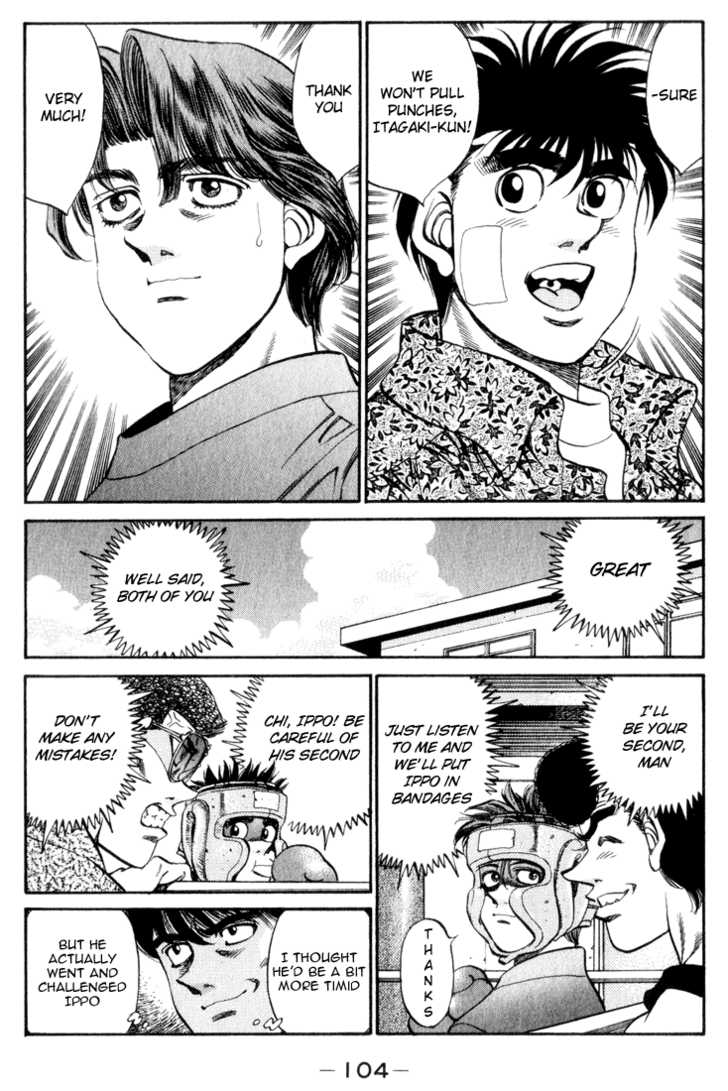 -SURE
WE
WON'T PULL
PUNCHES,
ITAGAKI-KUN!
THANK
YOU
VERY
MUCH!
GREAT
WELL SAID,
BOTH OF YOU
I'LL
BE YOUR
SECOND,
MAN
JUST LISTEN
TO ME AND
WE'LL PUT
IPPO IN
BANDAGES
THANKS
CHI, IPPO! BE
CAREFUL OF
HIS SECOND
DON'T
MAKE ANY
MISTAKES!
I THOUGHT
HE'D BE A BIT
MORE TIMID
BUT HE
ACTUALLY
WENT AND
CHALLENGED
IPPO
—104—